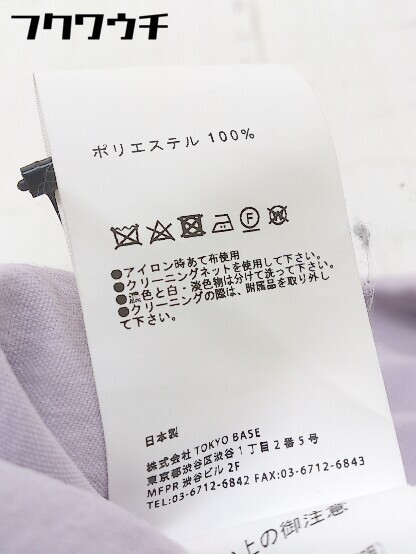 フクワウチ
ポリエステル 100%
●アイロン時あて布使用
●クリーニングネットを使用して下さい。
●濃色と白・淡色物は分けて洗って下さい。
●クリーニングの際は、附属品を取り外し
て下さい。
日本製
株式会社 TOKYO BASE
東京都渋谷区渋谷1丁目2番5号
MFPR 渋谷ビル 2F
TEL:03-6712-6842 FAX:03-6712-6843
上の御注意